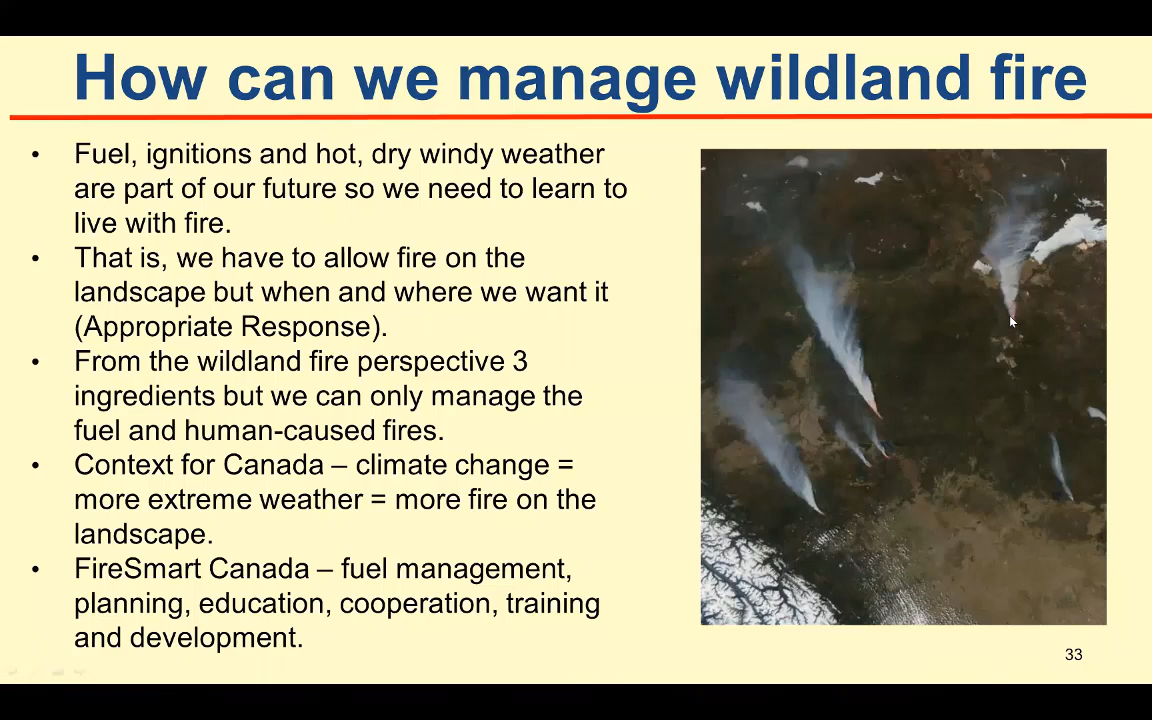 How can we manage wildland fire
• Fuel, ignitions and hot, dry windy weather
are part of our future so we need to learn to
live with fire.
• That is, we have to allow fire on the
landscape but when and where we want it
(Appropriate Response).
• From the wildland fire perspective 3
ingredients but we can only manage the
fuel and human-caused fires.
• Context for Canada – climate change =
more extreme weather = more fire on the
landscape.
• FireSmart Canada – fuel management,
planning, education, cooperation, training
and development.
33